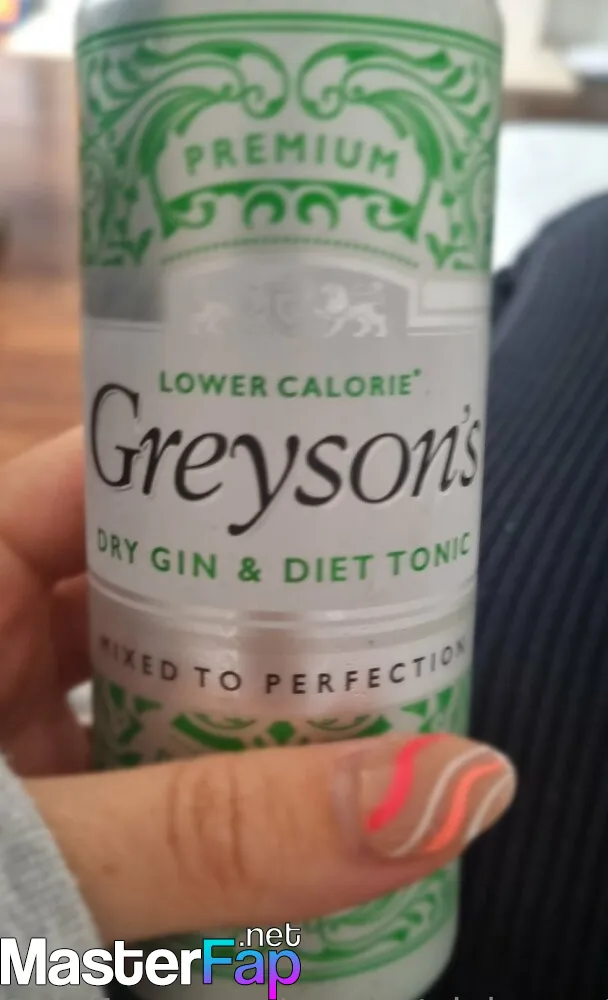 PREMIUM
LOWER CALORIE*
Greyson's
DRY GIN & DIET TONIC
MIXED TO PERFECTION
.net
MasterFap